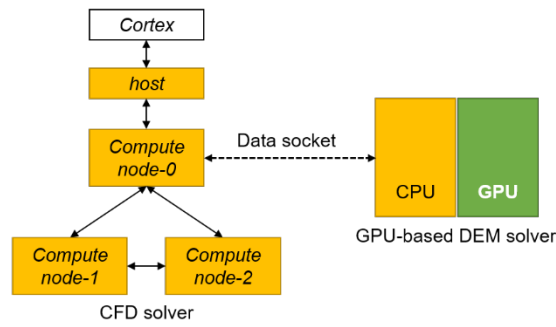 Cortex
host
Compute
node-0
Data socket
CPU
GPU
GPU-based DEM solver
Compute
node-1
Compute
node-2
CFD solver